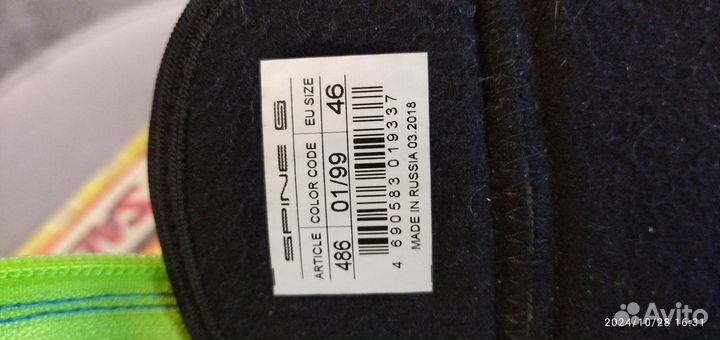 SPINE
ARTICLE COLOR CODE EU SIZE
486 01/99 46
4 690583 019337
MADE IN RUSSIA 03.2018
Avito
2024/10/28 16:31